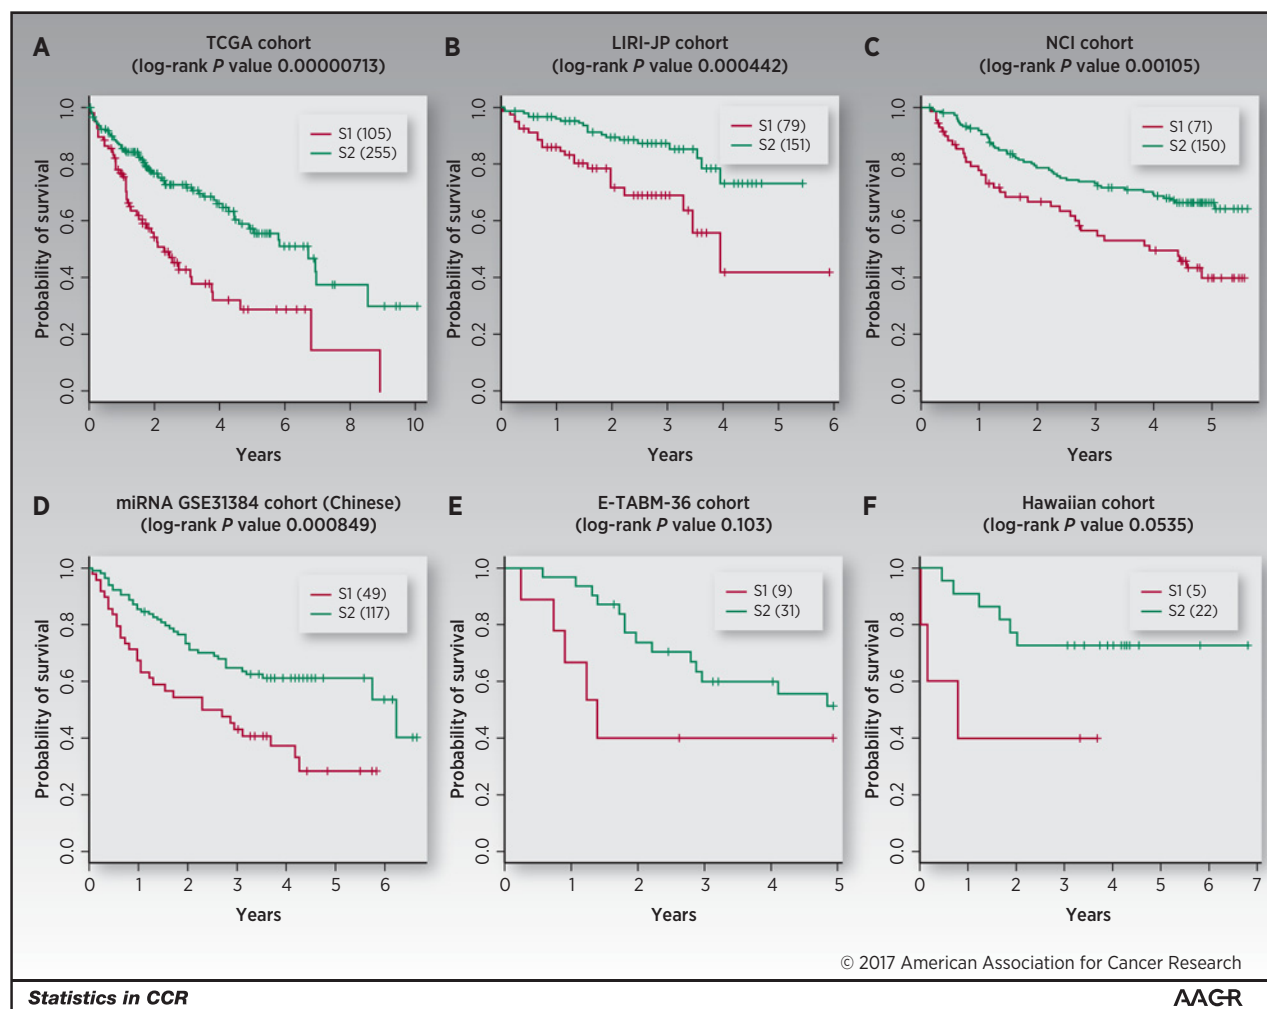 A
TCGA cohort
(log-rank P value 0.00000713)
Probability of survival
1.0
0.8
0.6
0.4
0.2
0.0
S1 (105)
S2 (255)
0 2 4 6 8 10
Years
B
LIRI-JP cohort
(log-rank P value 0.000442)
Probability of survival
1.0
0.8
0.6
0.4
0.2
0.0
S1 (79)
S2 (151)
0 1 2 3 4 5 6
Years
C
NCI cohort
(log-rank P value 0.00105)
Probability of survival
1.0
0.8
0.6
0.4
0.2
0.0
S1 (71)
S2 (150)
0 1 2 3 4 5
Years
D
miRNA GSE31384 cohort (Chinese)
(log-rank P value 0.000849)
Probability of survival
1.0
0.8
0.6
0.4
0.2
0.0
S1 (49)
S2 (117)
0 1 2 3 4 5 6
Years
E
E-TABM-36 cohort
(log-rank P value 0.103)
Probability of survival
1.0
0.8
0.6
0.4
0.2
0.0
S1 (9)
S2 (31)
0 1 2 3 4 5
Years
F
Hawaiian cohort
(log-rank P value 0.0535)
Probability of survival
1.0
0.8
0.6
0.4
0.2
0.0
S1 (5)
S2 (22)
0 1 2 3 4 5 6 7
Years
© 2017 American Association for Cancer Research
Statistics in CCR
AACR